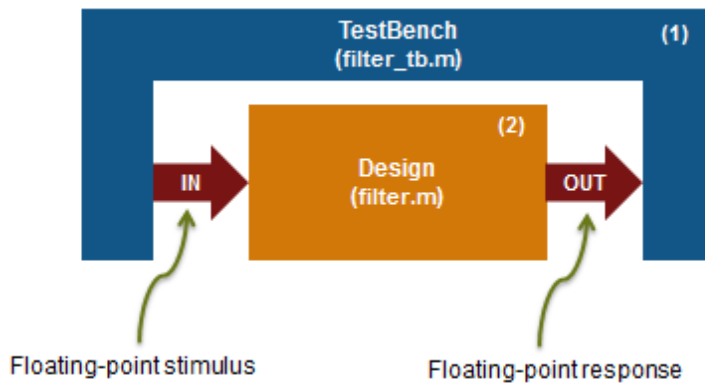 TestBench
(filter_tb.m)
(1)
(2)
Design
(filter.m)
IN
OUT
Floating-point stimulus
Floating-point response